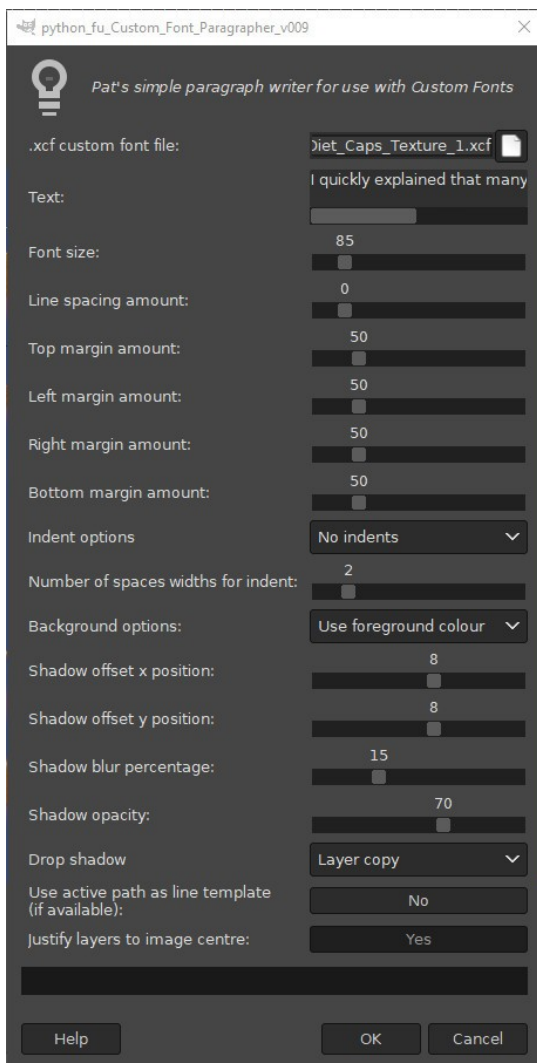 python_fu_Custom_Font_Paragrapher_v009
Pat's simple paragraph writer for use with Custom Fonts
.xcf custom font file:
Diet_Caps_Texture_1.xcf
Text:
I quickly explained that many
Font size:
85
Line spacing amount:
0
Top margin amount:
50
Left margin amount:
50
Right margin amount:
50
Bottom margin amount:
50
Indent options
No indents
Number of spaces widths for indent:
2
Background options:
Use foreground colour
Shadow offset x position:
8
Shadow offset y position:
8
Shadow blur percentage:
15
Shadow opacity:
70
Drop shadow
Layer copy
Use active path as line template
(if available):
No
Justify layers to image centre:
Yes
Help
OK
Cancel